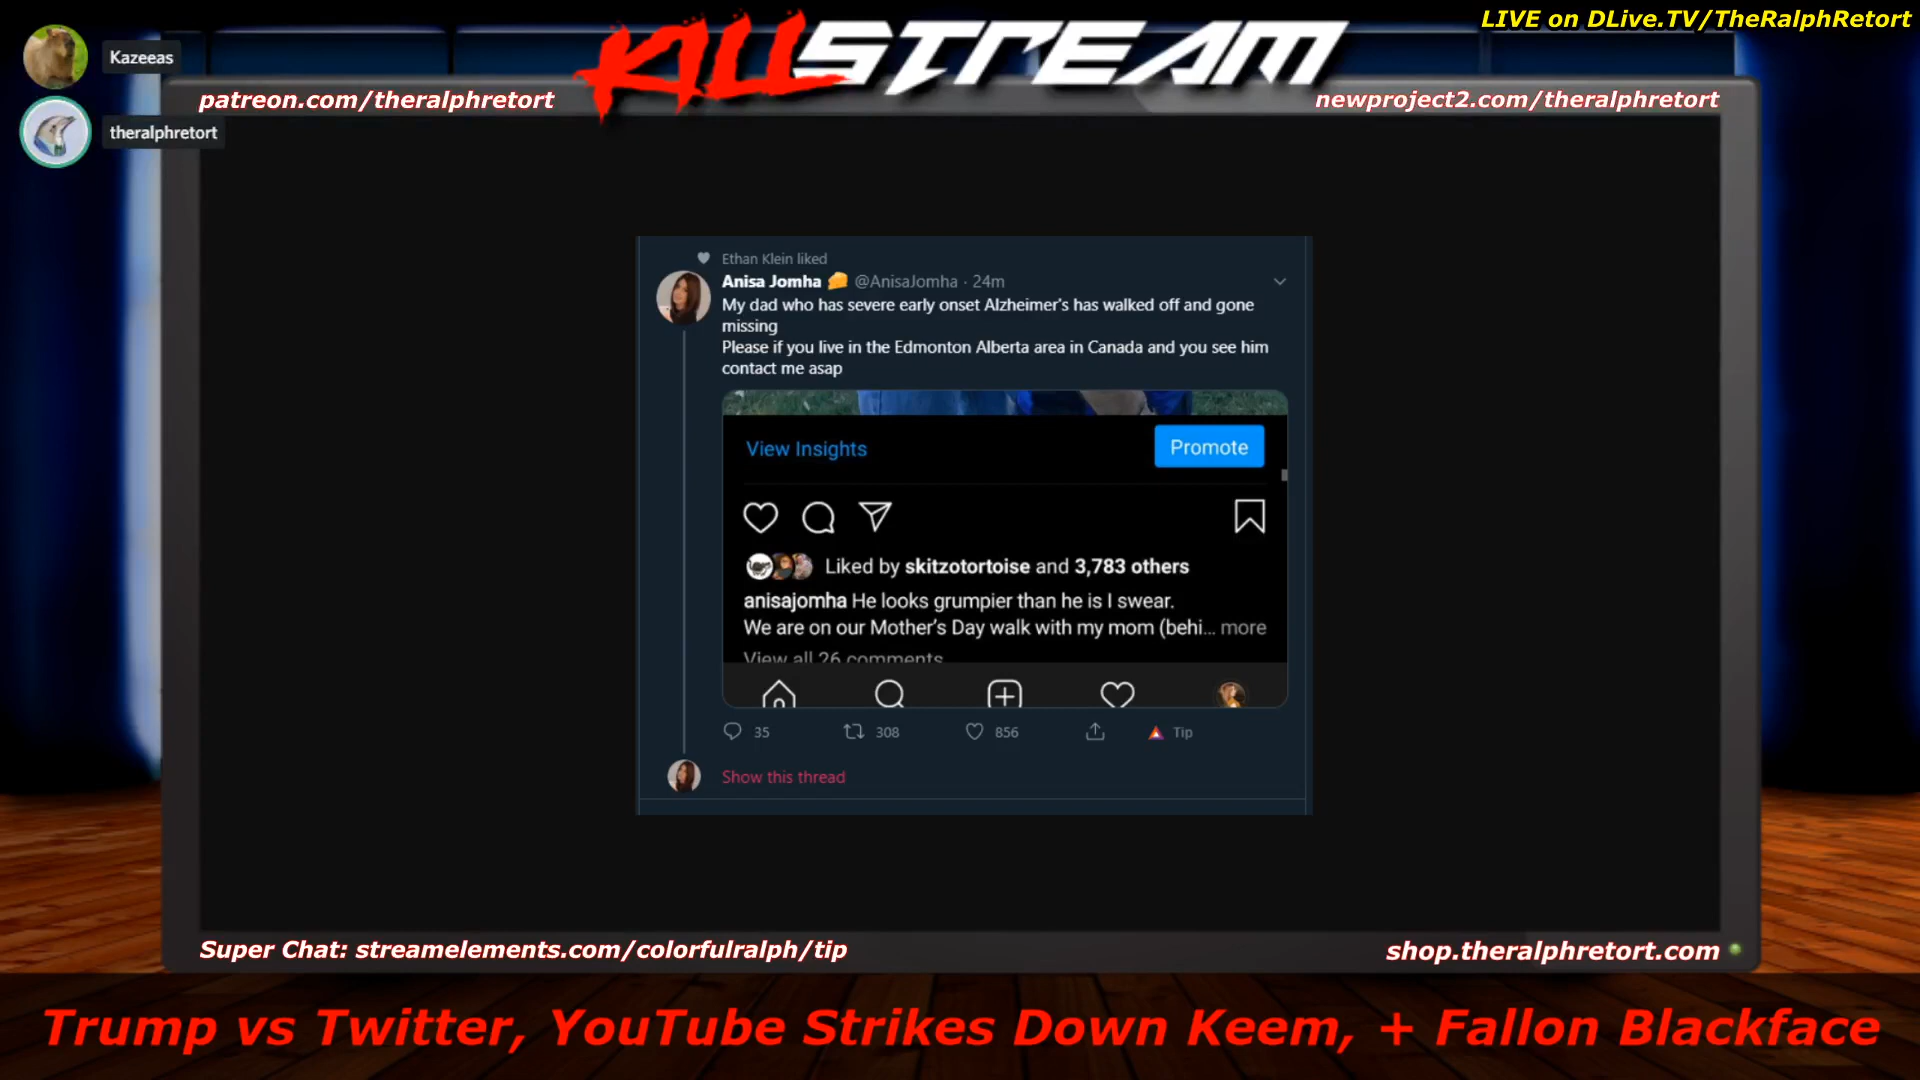 LIVE on DLive.TV/TheRalphRetort
KILLSTREAM
Kazeeas
theralphretort
patreon.com/theralphretort
newproject2.com/theralphretort
Ethan Klein liked
Anisa Jomha 🧀 @AnisaJomha · 24m
My dad who has severe early onset Alzheimer's has walked off and gone
missing
Please if you live in the Edmonton Alberta area in Canada and you see him
contact me asap
View Insights
Promote
Liked by skitzotortoise and 3,783 others
anisajomha He looks grumpier than he is I swear.
We are on our Mother's Day walk with my mom (behi... more
View all 26 comments
35 308 856 Tip
Show this thread
Super Chat: streamelements.com/colorfulralph/tip
shop.theralphretort.com
Trump vs Twitter, YouTube Strikes Down Keem, + Fallon Blackface